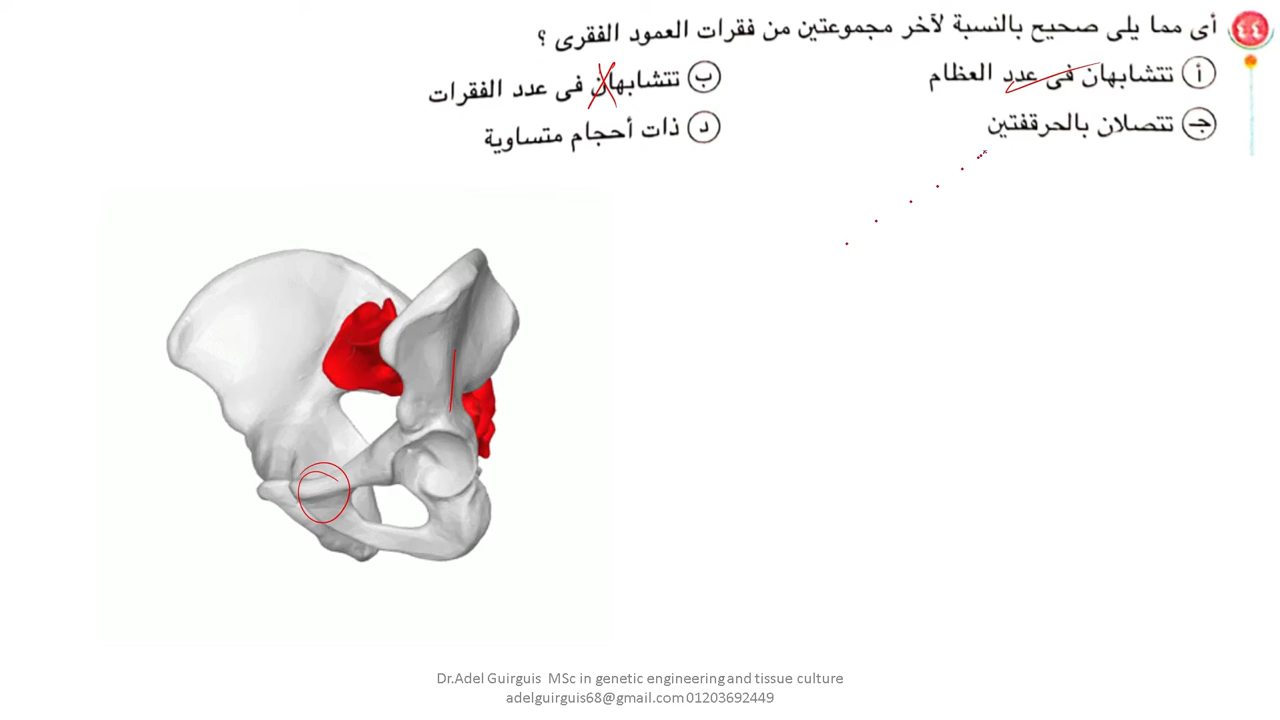 ٤٤ أى مما يلى صحيح بالنسبة لآخر مجموعتين من فقرات العمود الفقرى ؟
أ تتشابهان فى عدد العظام
ب تتشابهان فى عدد الفقرات
جـ تتصلان بالحرقفتين
د ذات أحجام متساوية
Dr.Adel Guirguis MSc in genetic engineering and tissue culture
adelguirguis68@gmail.com 01203692449